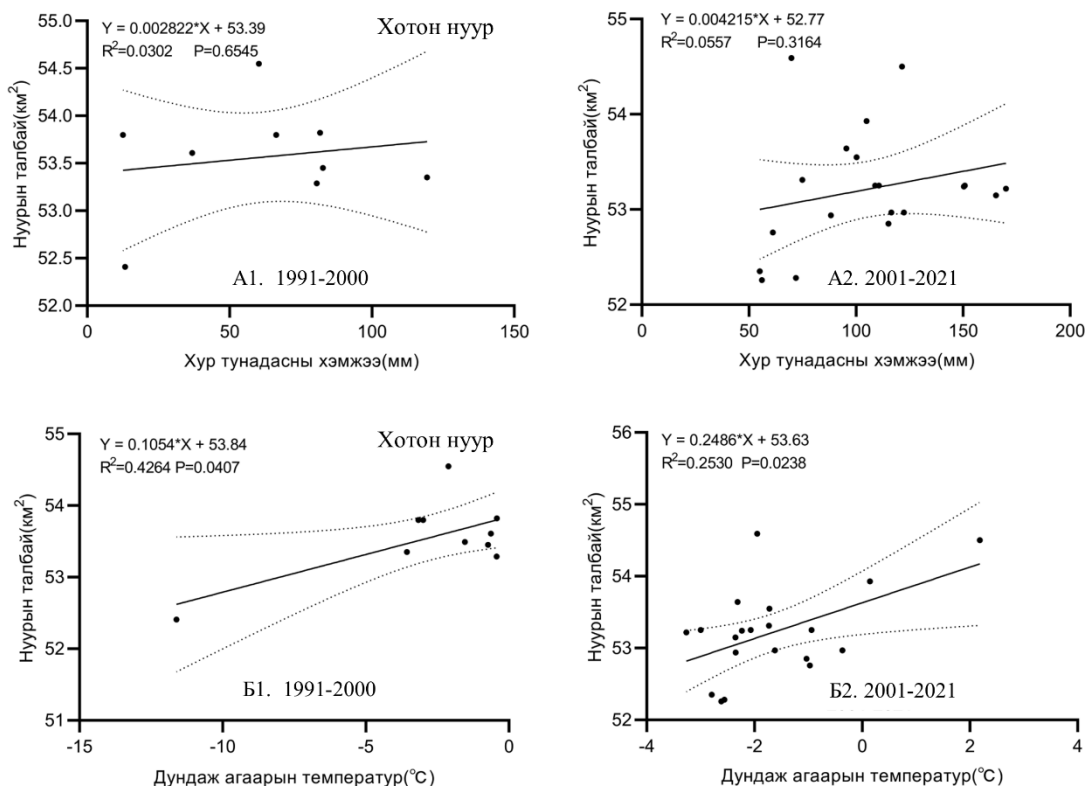 Y = 0.002822*X + 53.39
R²=0.0302 P=0.6545
Хотон нуур
Нуурын талбай(км²)
55.0
54.5
54.0
53.5
53.0
52.5
52.0
А1. 1991-2000
0
50
100
150
Хур тунадасны хэмжээ(мм)
Y = 0.004215*X + 52.77
R²=0.0557 P=0.3164
Нуурын талбай(км²)
55
54
53
52
А2. 2001-2021
0
50
100
150
200
Хур тунадасны хэмжээ(мм)
Y = 0.1054*X + 53.84
R²=0.4264 P=0.0407
Хотон нуур
Нуурын талбай(км²)
55
54
53
52
51
Б1. 1991-2000
-15
-10
-5
0
Дундаж агаарын температур(°C)
Y = 0.2486*X + 53.63
R²=0.2530 P=0.0238
Нуурын талбай(км²)
56
55
54
53
52
Б2. 2001-2021
-4
-2
0
2
4
Дундаж агаарын температур(°C)